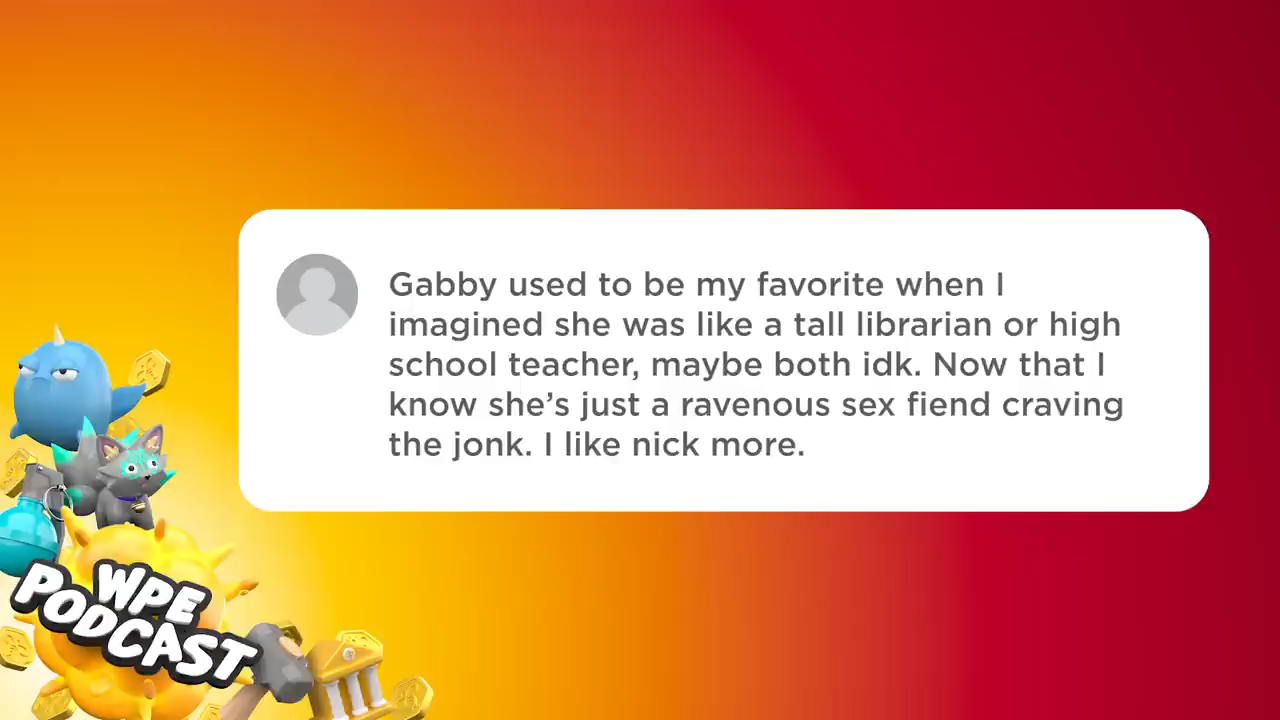 Gabby used to be my favorite when I
imagined she was like a tall librarian or high
school teacher, maybe both idk. Now that I
know she's just a ravenous sex fiend craving
the jonk. I like nick more.
WPE
PODCAST